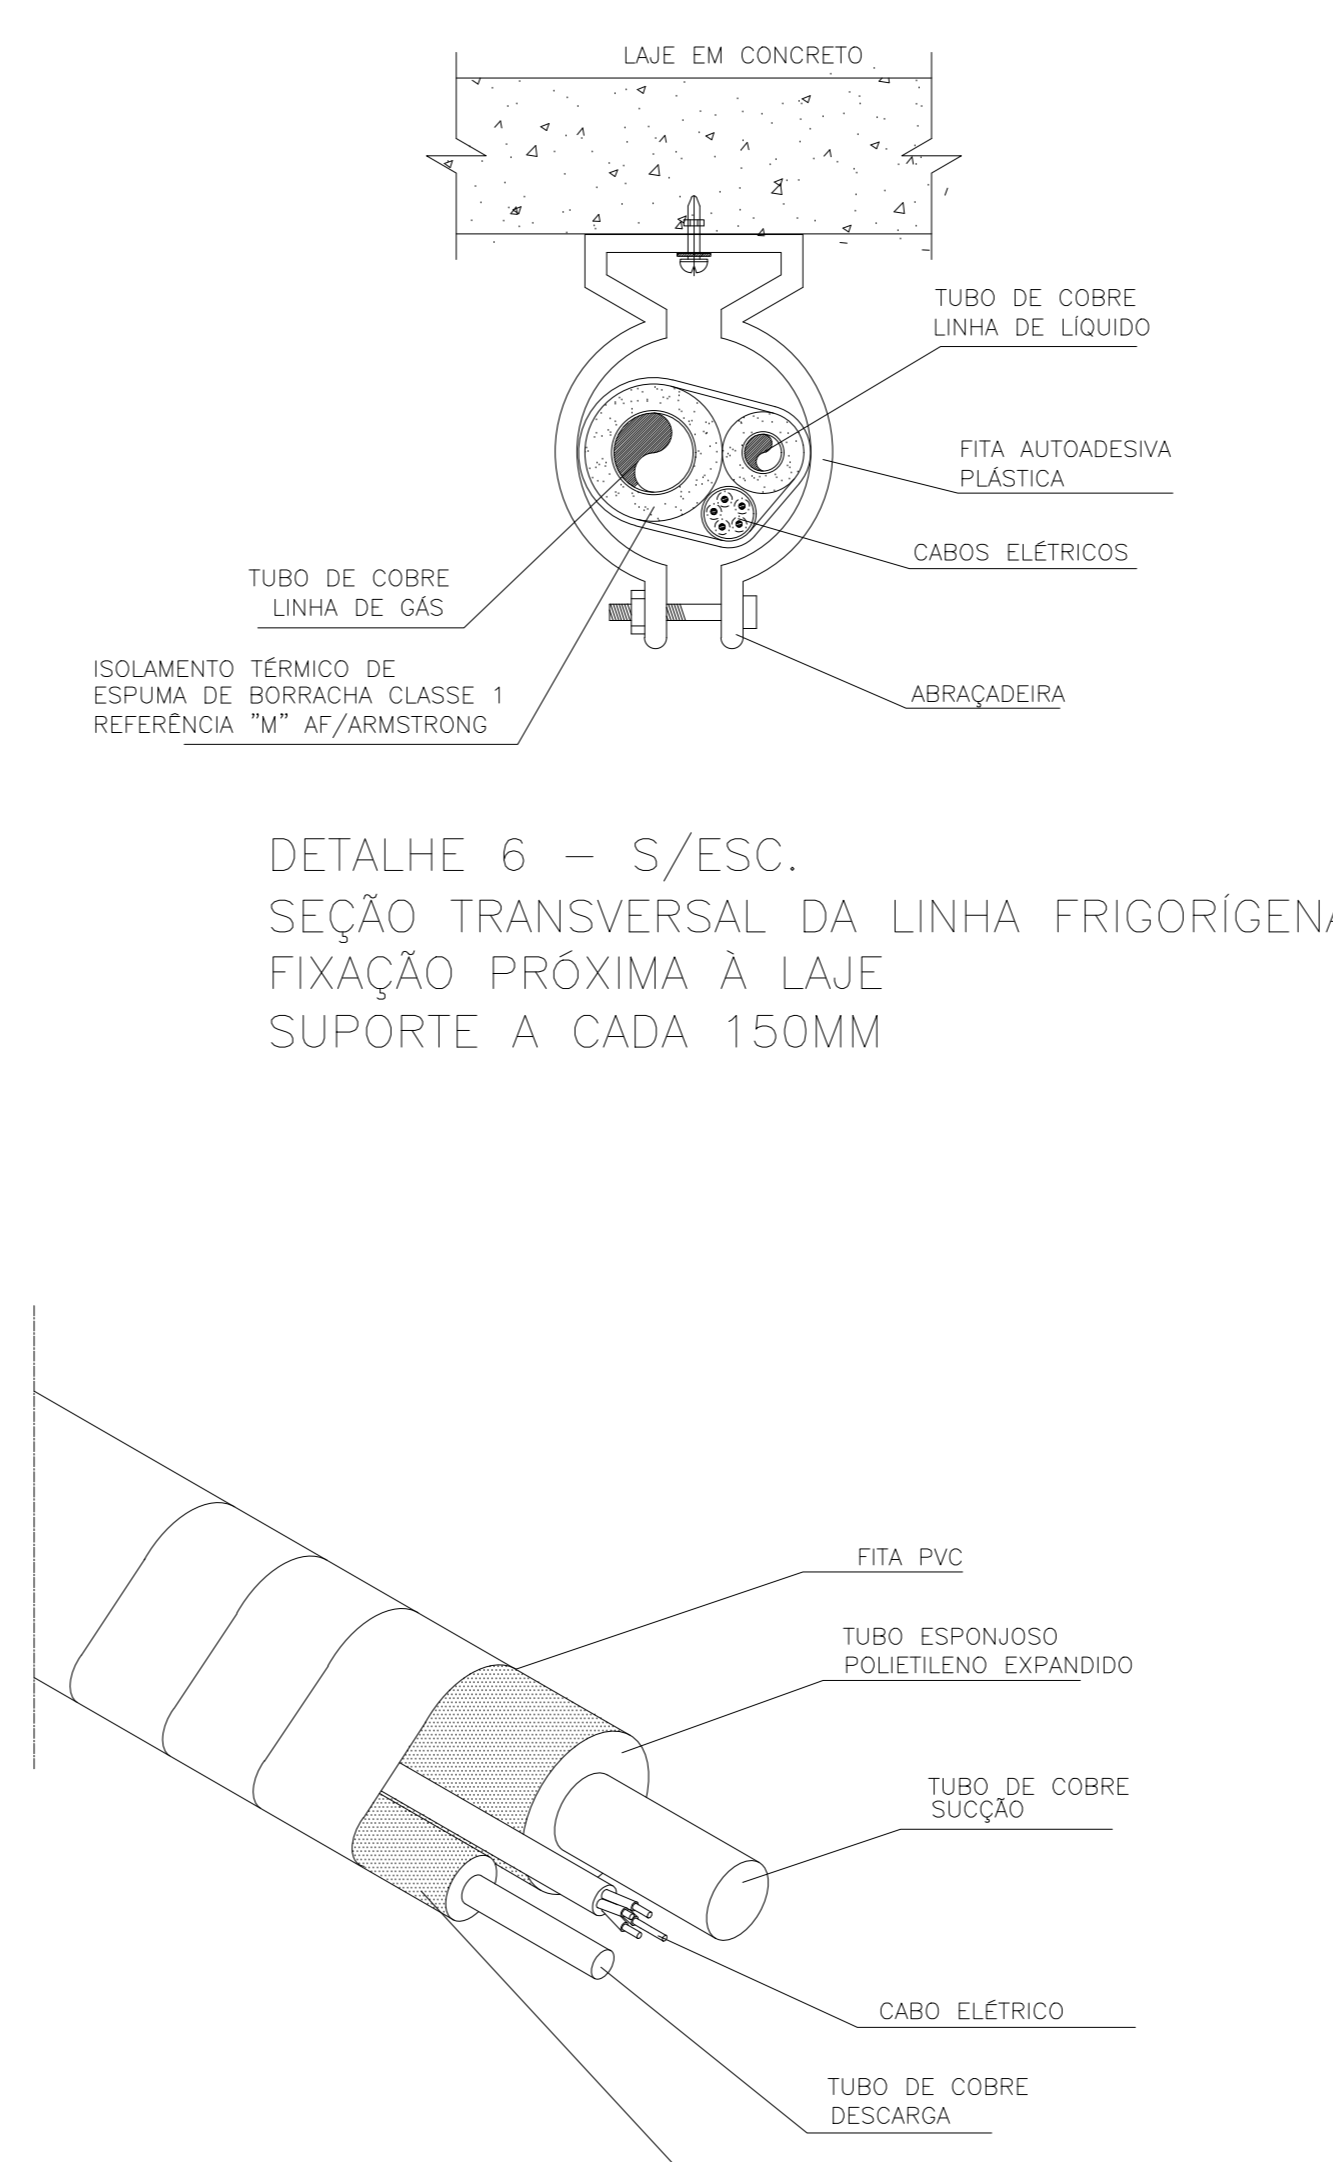 LAJE EM CONCRETO
TUBO DE COBRE
LINHA DE LÍQUIDO
FITA AUTOADESIVA
PLÁSTICA
CABOS ELÉTRICOS
TUBO DE COBRE
LINHA DE GÁS
ISOLAMENTO TÉRMICO DE
ESPUMA DE BORRACHA CLASSE 1
REFERÊNCIA "M" AF/ARMSTRONG
ABRAÇADEIRA
DETALHE 6 – S/ESC.
SEÇÃO TRANSVERSAL DA LINHA FRIGORÍGENA
FIXAÇÃO PRÓXIMA À LAJE
SUPORTE A CADA 150MM
FITA PVC
TUBO ESPONJOSO
POLIETILENO EXPANDIDO
TUBO DE COBRE
SUCÇÃO
CABO ELÉTRICO
TUBO DE COBRE
DESCARGA